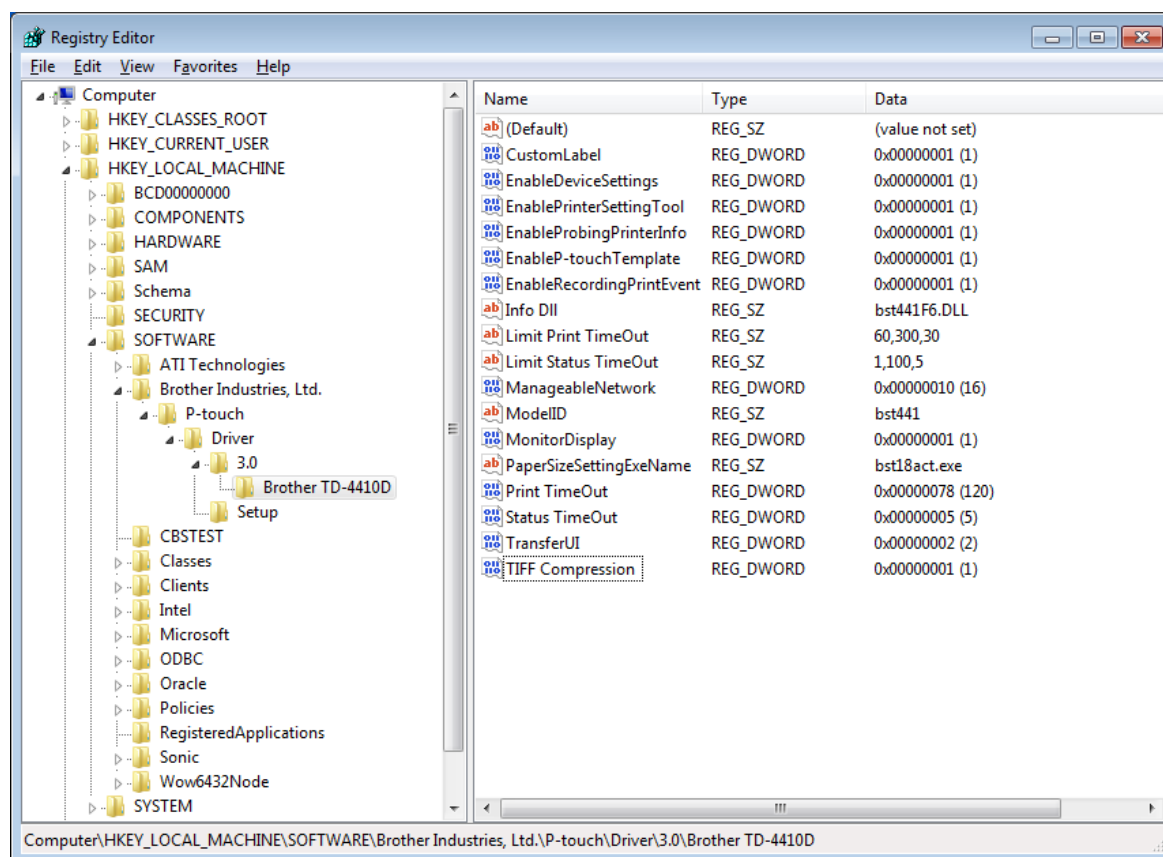 Registry Editor
File Edit View Favorites Help
Computer
HKEY_CLASSES_ROOT
HKEY_CURRENT_USER
HKEY_LOCAL_MACHINE
BCD00000000
COMPONENTS
HARDWARE
SAM
Schema
SECURITY
SOFTWARE
ATI Technologies
Brother Industries, Ltd.
P-touch
Driver
3.0
Brother TD-4410D
Setup
CBSTEST
Classes
Clients
Intel
Microsoft
ODBC
Oracle
Policies
RegisteredApplications
Sonic
Wow6432Node
SYSTEM
Name Type Data
(Default) REG_SZ (value not set)
CustomLabel REG_DWORD 0x00000001 (1)
EnableDeviceSettings REG_DWORD 0x00000001 (1)
EnablePrinterSettingTool REG_DWORD 0x00000001 (1)
EnableProbingPrinterInfo REG_DWORD 0x00000001 (1)
EnableP-touchTemplate REG_DWORD 0x00000001 (1)
EnableRecordingPrintEvent REG_DWORD 0x00000001 (1)
Info Dll REG_SZ bst441F6.DLL
Limit Print TimeOut REG_SZ 60,300,30
Limit Status TimeOut REG_SZ 1,100,5
ManageableNetwork REG_DWORD 0x00000010 (16)
ModelID REG_SZ bst441
MonitorDisplay REG_DWORD 0x00000001 (1)
PaperSizeSettingExeName REG_SZ bst18act.exe
Print TimeOut REG_DWORD 0x00000078 (120)
Status TimeOut REG_DWORD 0x00000005 (5)
TransferUI REG_DWORD 0x00000002 (2)
TIFF Compression REG_DWORD 0x00000001 (1)
Computer\HKEY_LOCAL_MACHINE\SOFTWARE\Brother Industries, Ltd.\P-touch\Driver\3.0\Brother TD-4410D